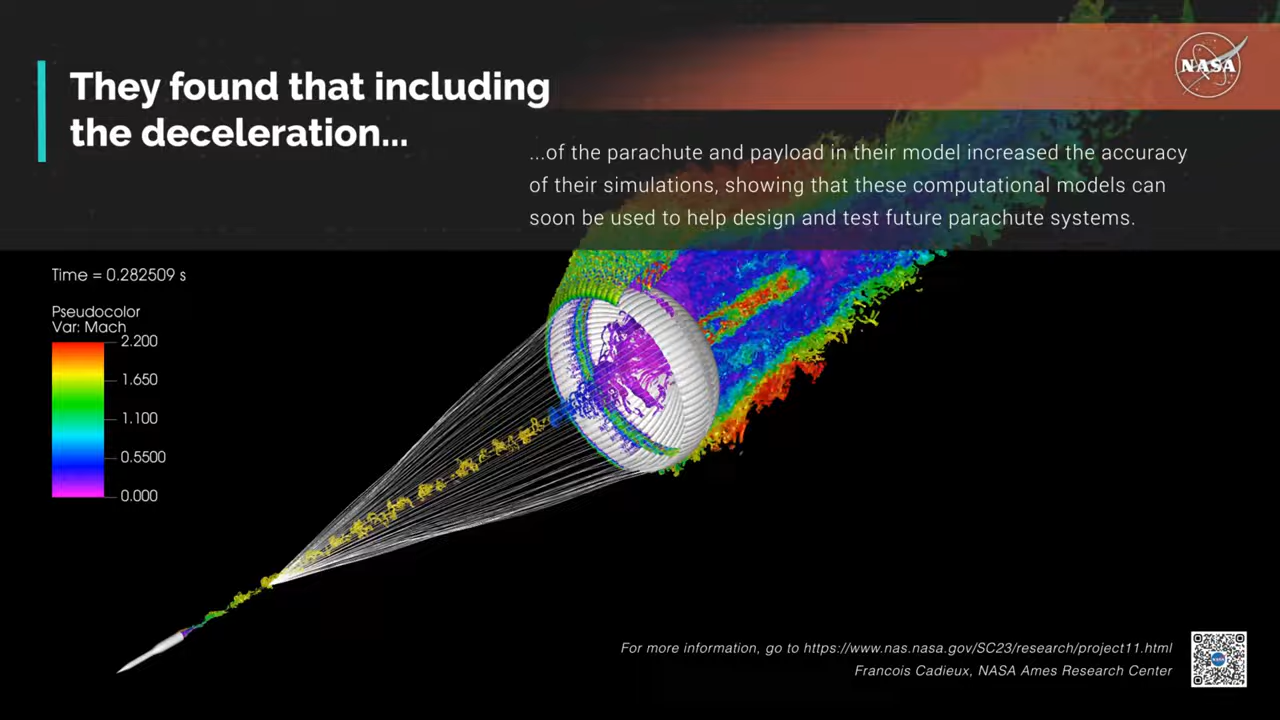 NASA
They found that including
the deceleration...
...of the parachute and payload in their model increased the accuracy
of their simulations, showing that these computational models can
soon be used to help design and test future parachute systems.
Time = 0.282509 s
Pseudocolor
Var: Mach
2.200
1.650
1.100
0.5500
0.000
For more information, go to https://www.nas.nasa.gov/SC23/research/project11.html
Francois Cadieux, NASA Ames Research Center